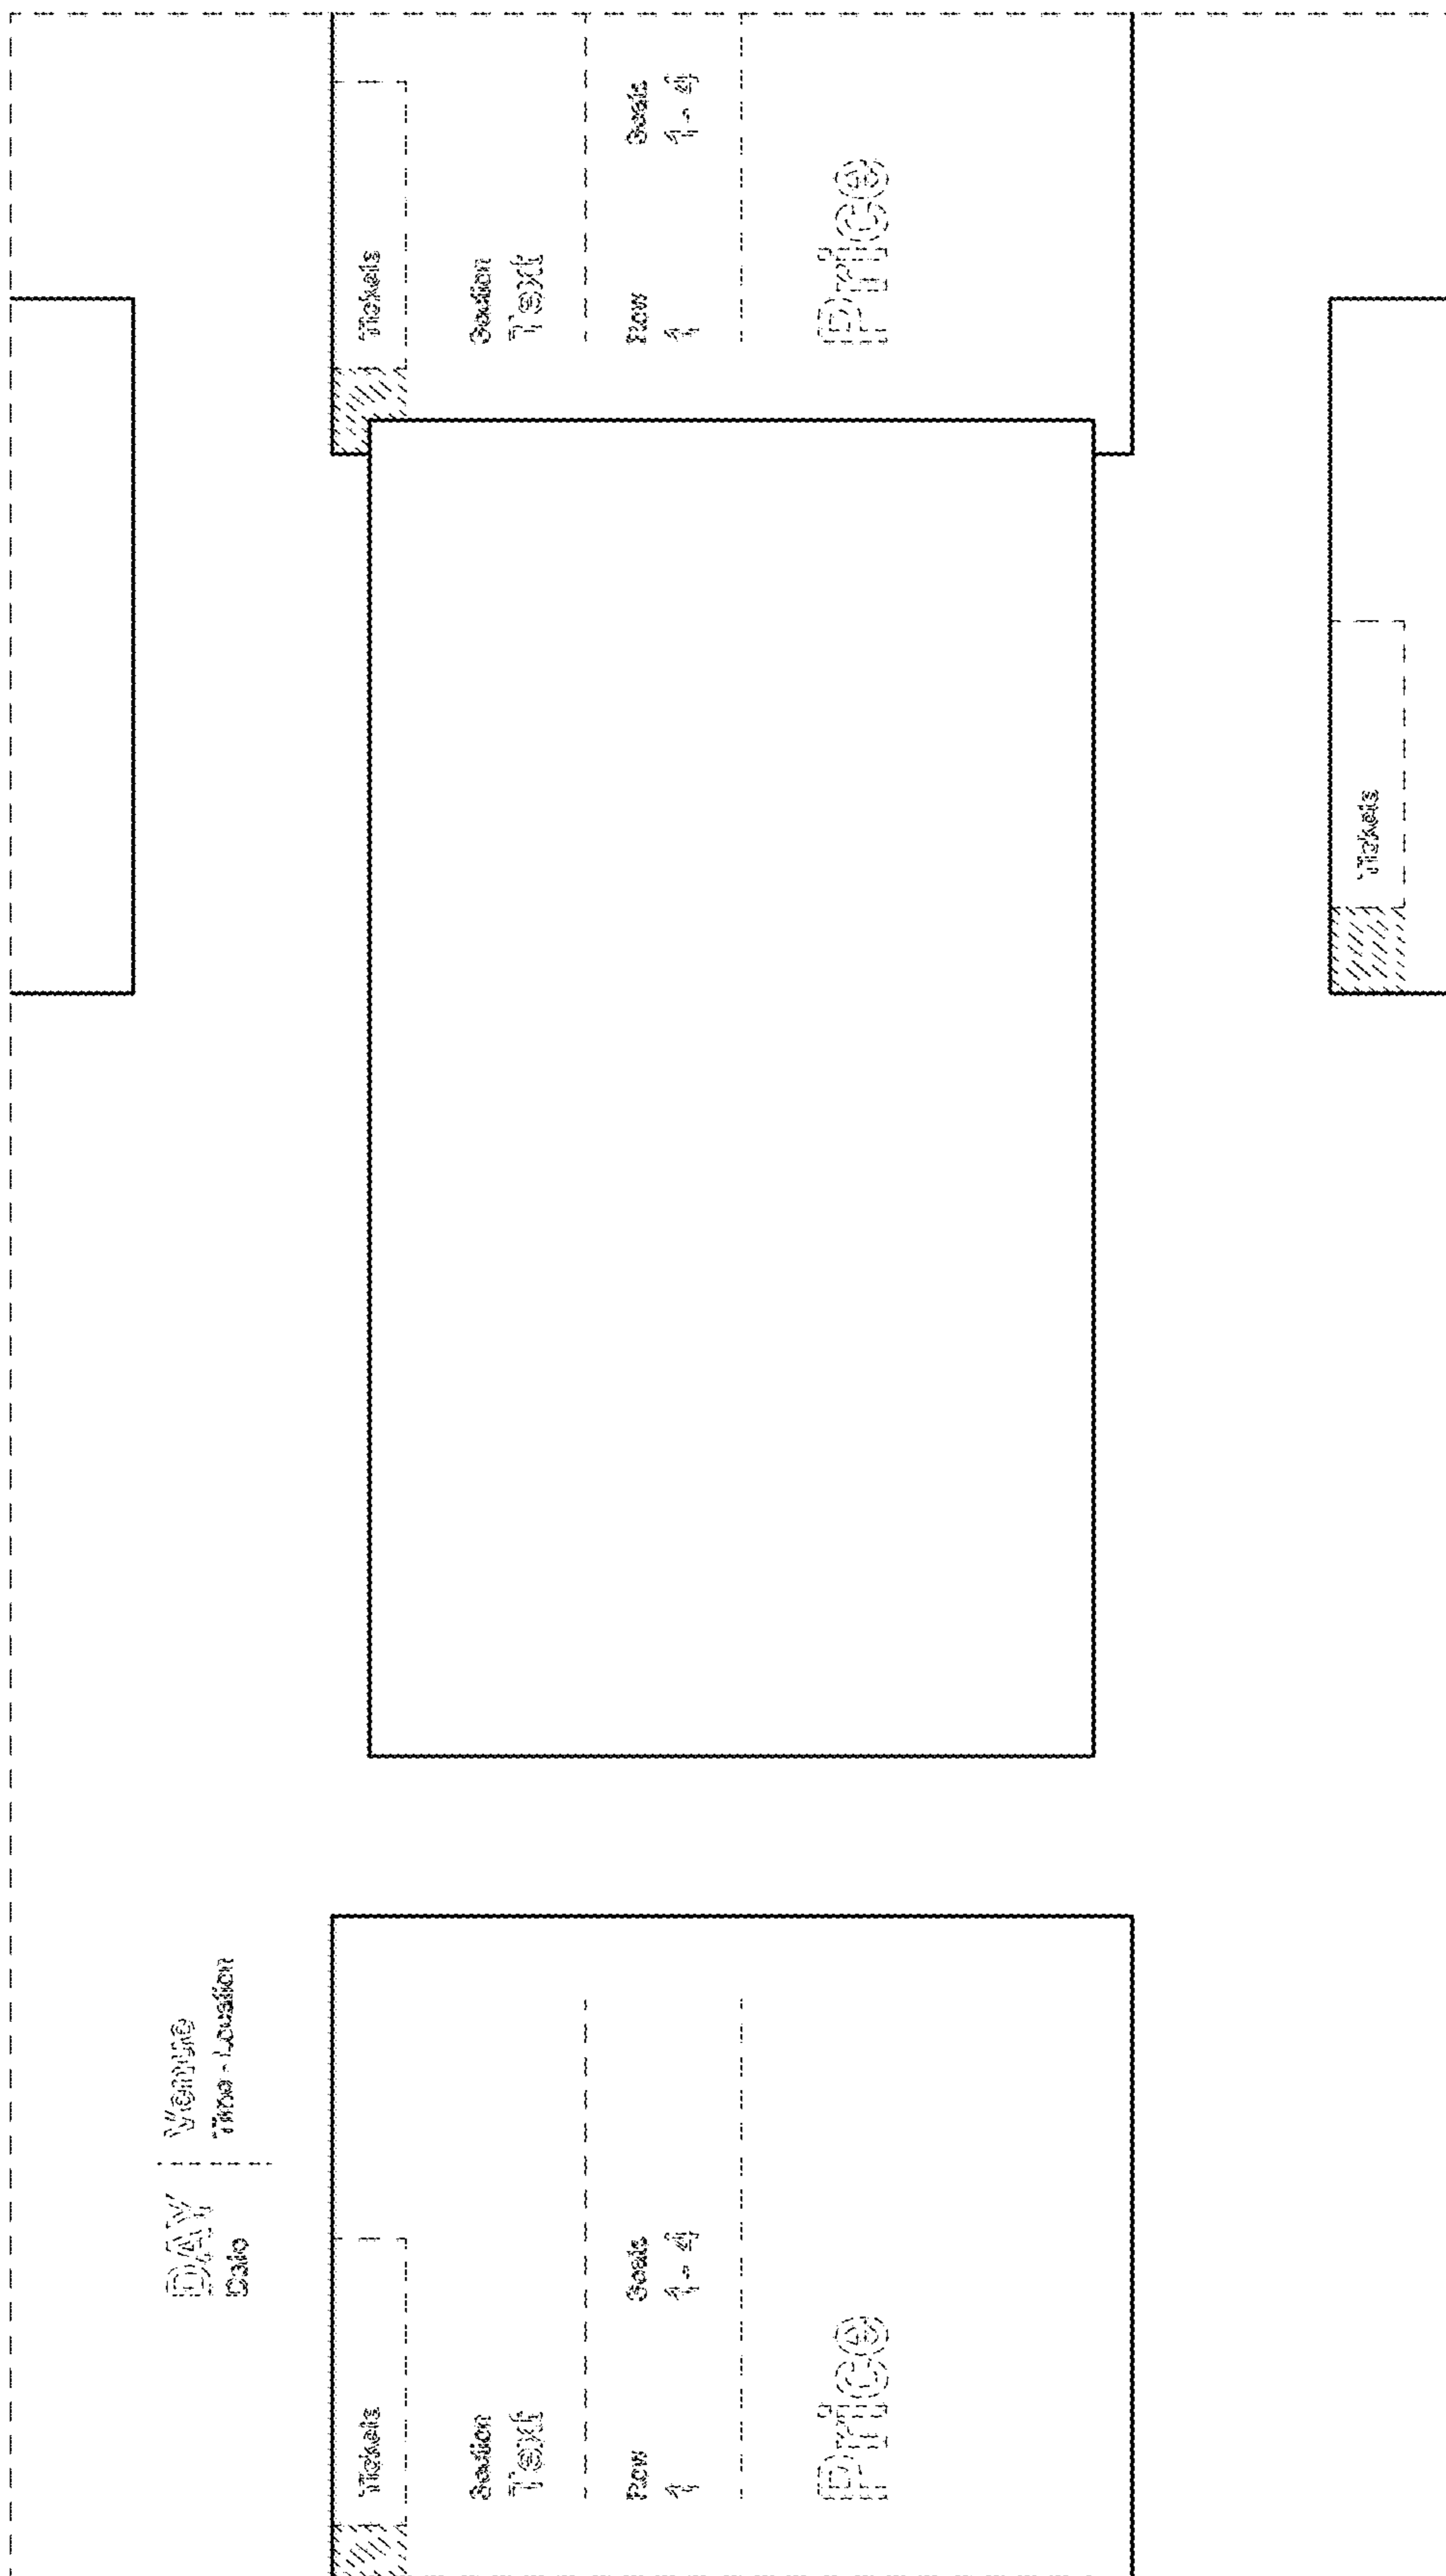 DAY
Date
Venue
Time - Location
Tickets
Section
Text
Row
1
Seats
1 - 4
Price
Tickets
Section
Text
Row
1
Seats
1 - 4
Price
Tickets